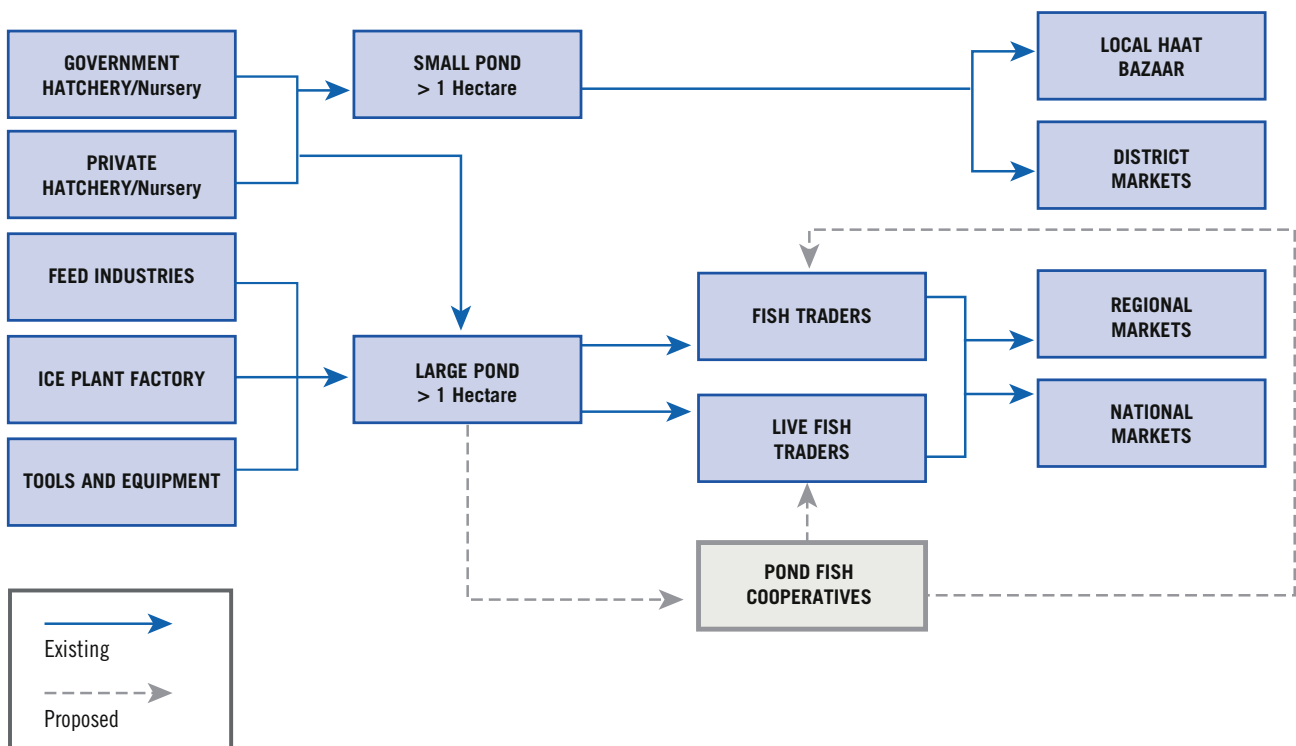 GOVERNMENT
HATCHERY/Nursery
PRIVATE
HATCHERY/Nursery
FEED INDUSTRIES
ICE PLANT FACTORY
TOOLS AND EQUIPMENT
SMALL POND
> 1 Hectare
LARGE POND
> 1 Hectare
FISH TRADERS
LIVE FISH
TRADERS
POND FISH
COOPERATIVES
LOCAL HAAT
BAZAAR
DISTRICT
MARKETS
REGIONAL
MARKETS
NATIONAL
MARKETS
Existing
Proposed